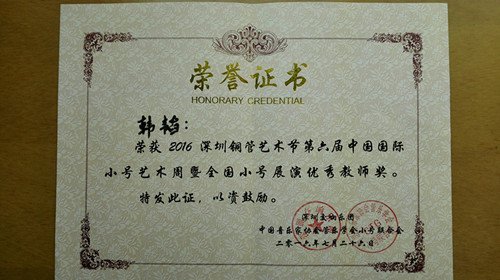 荣誉证书
HONORARY CREDENTIAL
韩韬：
荣获 2016 深圳铜管艺术节第六届中国国际
小号艺术周暨全国小号展演优秀教师奖。
特发此证，以资鼓励。
深圳交响乐团
中国音乐家协会管乐学会小号联合会
二零一六年七月二十六日